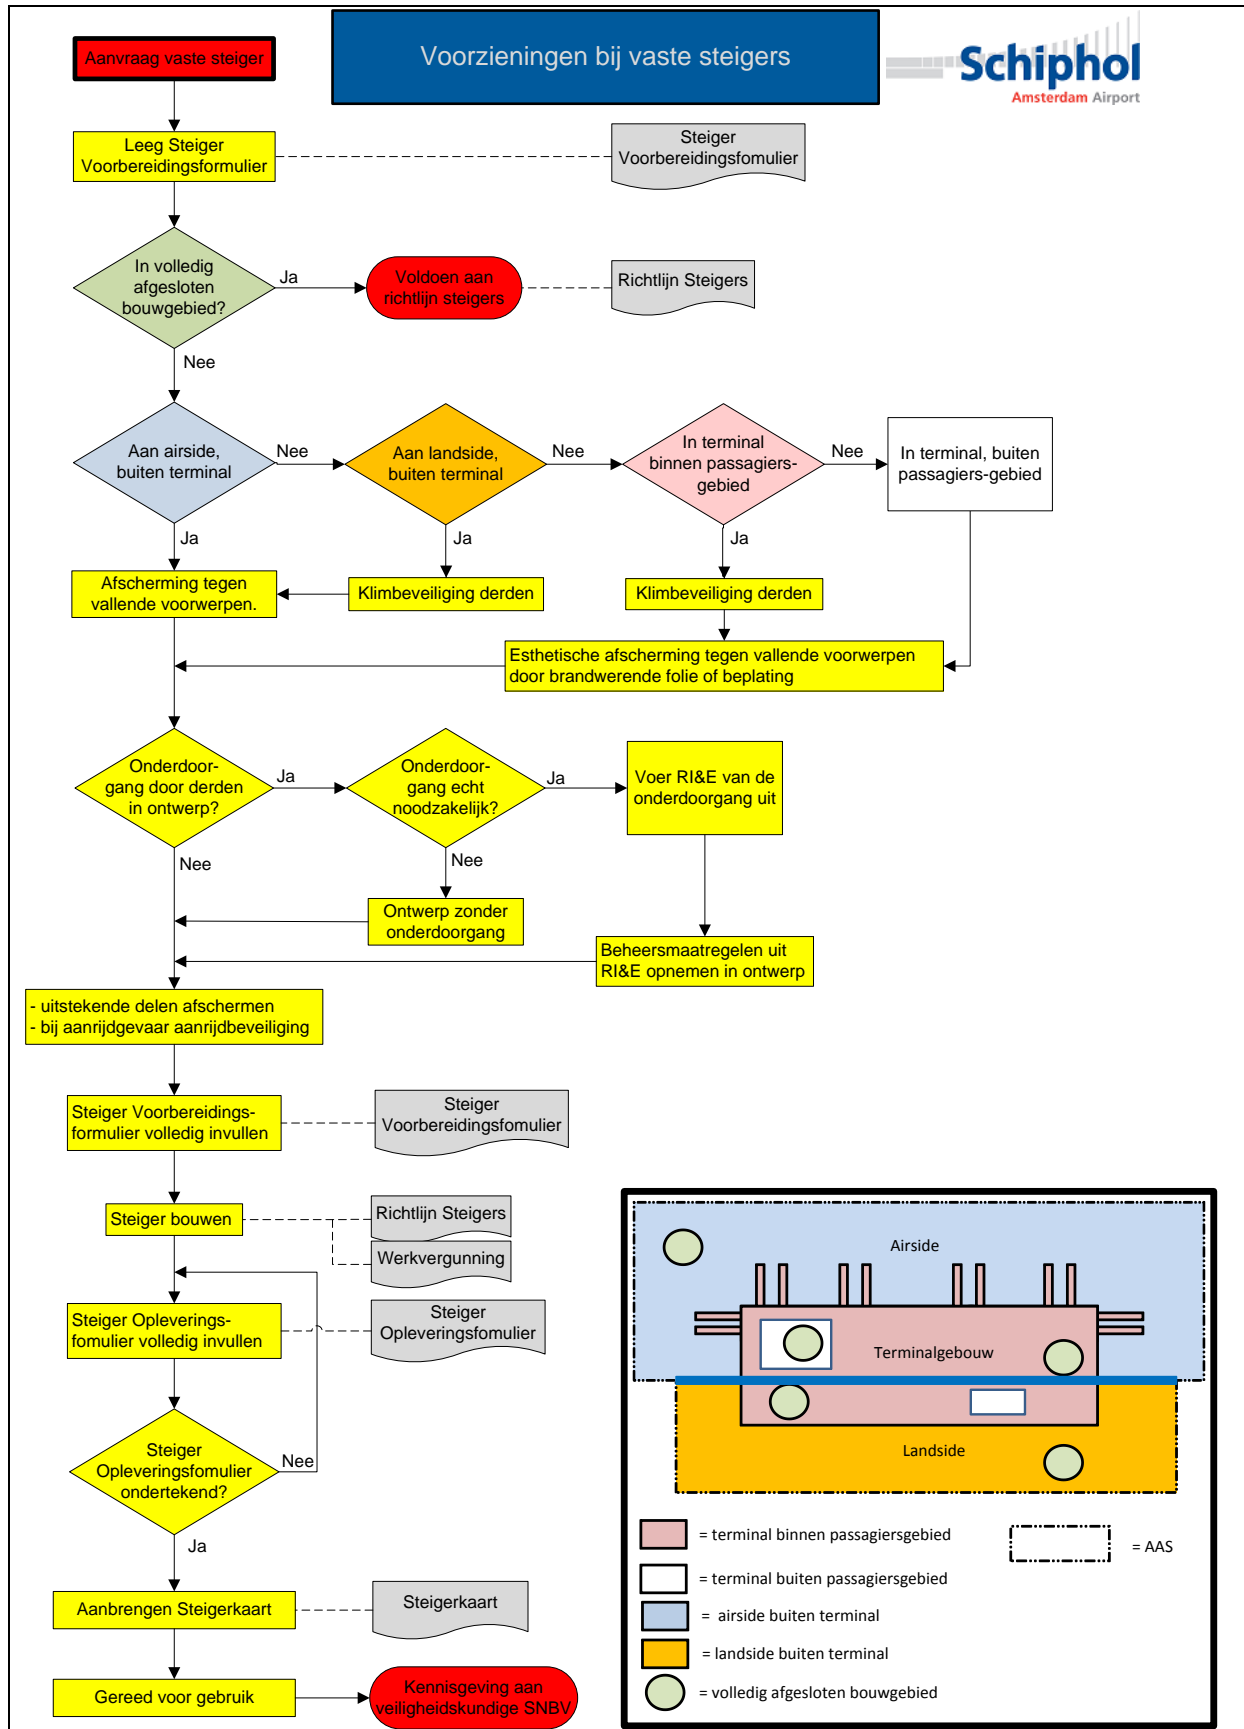 Aanvraag vaste steiger
Voorzieningen bij vaste steigers
Schiphol
Amsterdam Airport
Leeg Steiger
Voorbereidingsformulier
Steiger
Voorbereidingsfomulier
In volledig
afgesloten
bouwgebied?
Ja
Voldoen aan
richtlijn steigers
Richtlijn Steigers
Nee
Aan airside,
buiten terminal
Nee
Aan landside,
buiten terminal
Nee
In terminal
binnen passagiers-
gebied
Nee
In terminal, buiten
passagiers-gebied
Ja
Ja
Ja
Afscherming tegen
vallende voorwerpen.
Klimbeveiliging derden
Klimbeveiliging derden
Esthetische afscherming tegen vallende voorwerpen
door brandwerende folie of beplating
Onderdoor-
gang door derden
in ontwerp?
Ja
Onderdoor-
gang echt
noodzakelijk?
Ja
Voer RI&E van de
onderdoorgang uit
Nee
Nee
Ontwerp zonder
onderdoorgang
Beheersmaatregelen uit
RI&E opnemen in ontwerp
- uitstekende delen afschermen
- bij aanrijdgevaar aanrijdbeveiliging
Steiger Voorbereidings-
formulier volledig invullen
Steiger
Voorbereidingsfomulier
Steiger bouwen
Richtlijn Steigers
Werkvergunning
Steiger Opleverings-
fomulier volledig invullen
Steiger
Opleveringsfomulier
Steiger
Opleveringsfomulier
ondertekend?
Nee
Ja
Aanbrengen Steigerkaart
Steigerkaart
Gereed voor gebruik
Kennisgeving aan
veiligheidskundige SNBV
Airside
Terminalgebouw
Landside
= terminal binnen passagiersgebied
= AAS
= terminal buiten passagiersgebied
= airside buiten terminal
= landside buiten terminal
= volledig afgesloten bouwgebied